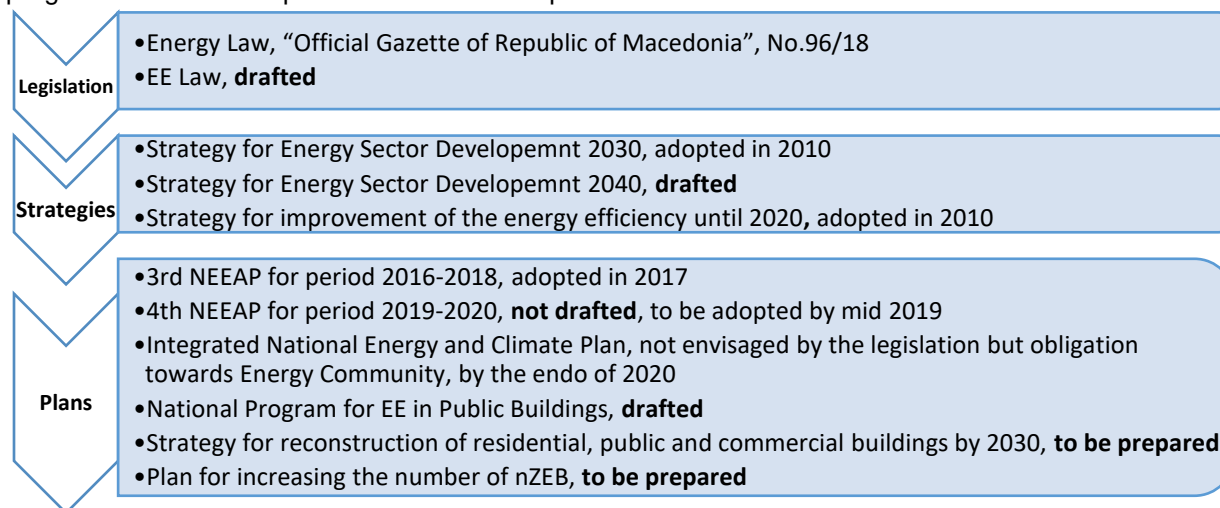 Legislation
•Energy Law, “Official Gazette of Republic of Macedonia”, No.96/18
•EE Law, drafted
Strategies
•Strategy for Energy Sector Developemnt 2030, adopted in 2010
•Strategy for Energy Sector Developemnt 2040, drafted
•Strategy for improvement of the energy efficiency until 2020, adopted in 2010
Plans
•3rd NEEAP for period 2016-2018, adopted in 2017
•4th NEEAP for period 2019-2020, not drafted, to be adopted by mid 2019
•Integrated National Energy and Climate Plan, not envisaged by the legislation but obligation
towards Energy Community, by the endo of 2020
•National Program for EE in Public Buildings, drafted
•Strategy for reconstruction of residential, public and commercial buildings by 2030, to be prepared
•Plan for increasing the number of nZEB, to be prepared